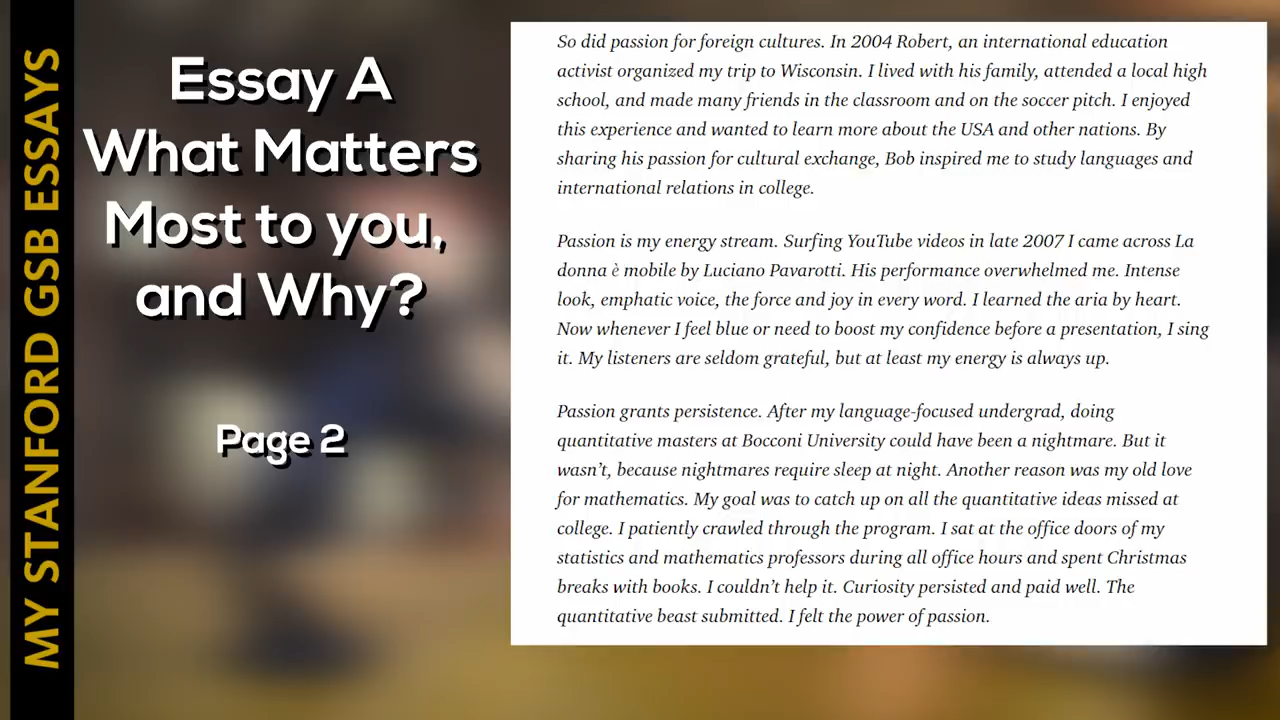 MY STANFORD GSB ESSAYS
Essay A
What Matters
Most to you,
and Why?
Page 2
So did passion for foreign cultures. In 2004 Robert, an international education
activist organized my trip to Wisconsin. I lived with his family, attended a local high
school, and made many friends in the classroom and on the soccer pitch. I enjoyed
this experience and wanted to learn more about the USA and other nations. By
sharing his passion for cultural exchange, Bob inspired me to study languages and
international relations in college.
Passion is my energy stream. Surfing YouTube videos in late 2007 I came across La
donna è mobile by Luciano Pavarotti. His performance overwhelmed me. Intense
look, emphatic voice, the force and joy in every word. I learned the aria by heart.
Now whenever I feel blue or need to boost my confidence before a presentation, I sing
it. My listeners are seldom grateful, but at least my energy is always up.
Passion grants persistence. After my language-focused undergrad, doing
quantitative masters at Bocconi University could have been a nightmare. But it
wasn't, because nightmares require sleep at night. Another reason was my old love
for mathematics. My goal was to catch up on all the quantitative ideas missed at
college. I patiently crawled through the program. I sat at the office doors of my
statistics and mathematics professors during all office hours and spent Christmas
breaks with books. I couldn't help it. Curiosity persisted and paid well. The
quantitative beast submitted. I felt the power of passion.